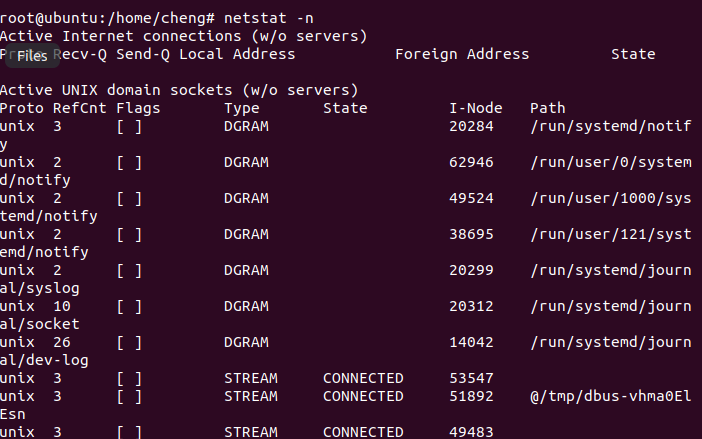 root@ubuntu:/home/cheng# netstat -n
Active Internet connections (w/o servers)
Files Recv-Q Send-Q Local Address Foreign Address State
Active UNIX domain sockets (w/o servers)
Proto RefCnt Flags Type State I-Node Path
unix 3 [ ] DGRAM 20284 /run/systemd/notif
y
unix 2 [ ] DGRAM 62946 /run/user/0/system
d/notify
unix 2 [ ] DGRAM 49524 /run/user/1000/sys
temd/notify
unix 2 [ ] DGRAM 38695 /run/user/121/syst
emd/notify
unix 2 [ ] DGRAM 20299 /run/systemd/journ
al/syslog
unix 10 [ ] DGRAM 20312 /run/systemd/journ
al/socket
unix 26 [ ] DGRAM 14042 /run/systemd/journ
al/dev-log
unix 3 [ ] STREAM CONNECTED 53547
unix 3 [ ] STREAM CONNECTED 51892 @/tmp/dbus-vhma0El
Esn
unix 3 [ ] STREAM CONNECTED 49483